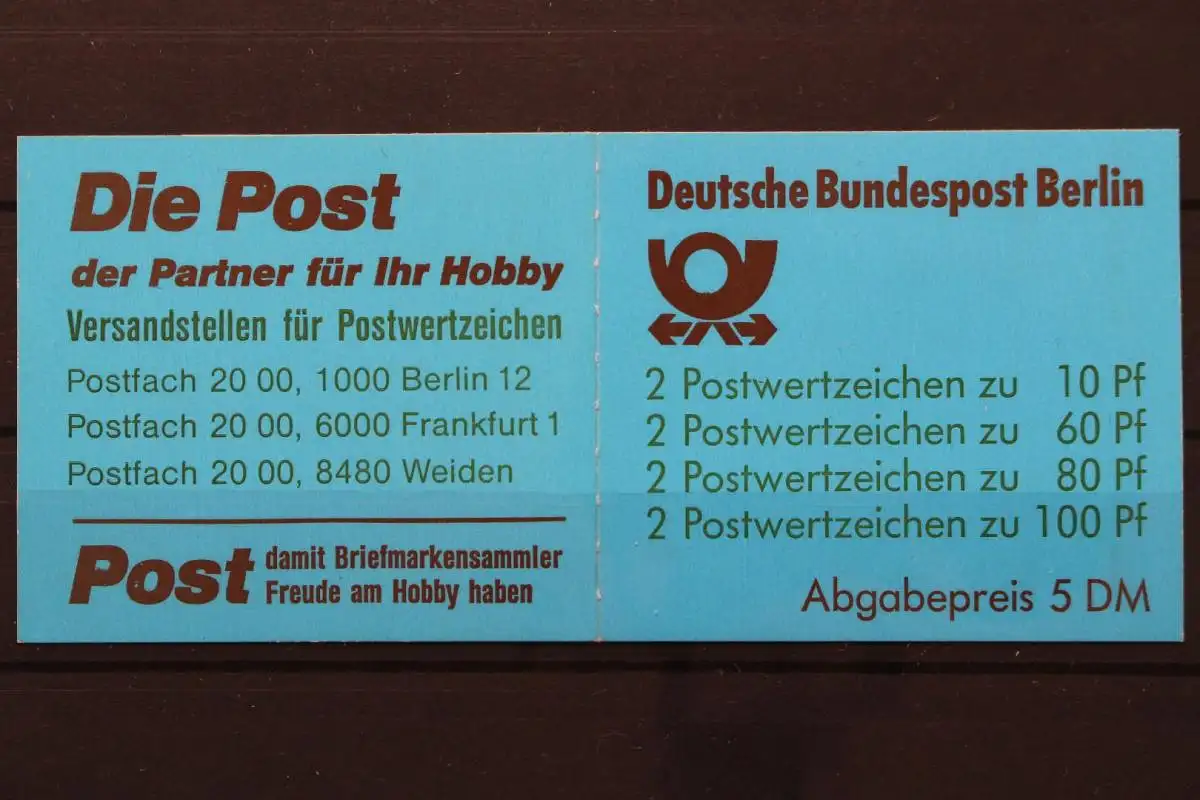 Die Post
der Partner für Ihr Hobby
Versandstellen für Postwertzeichen
Postfach 20 00, 1000 Berlin 12
Postfach 20 00, 6000 Frankfurt 1
Postfach 20 00, 8480 Weiden
Post damit Briefmarkensammler
Freude am Hobby haben
Deutsche Bundespost Berlin
2 Postwertzeichen zu 10 Pf
2 Postwertzeichen zu 60 Pf
2 Postwertzeichen zu 80 Pf
2 Postwertzeichen zu 100 Pf
Abgabepreis 5 DM